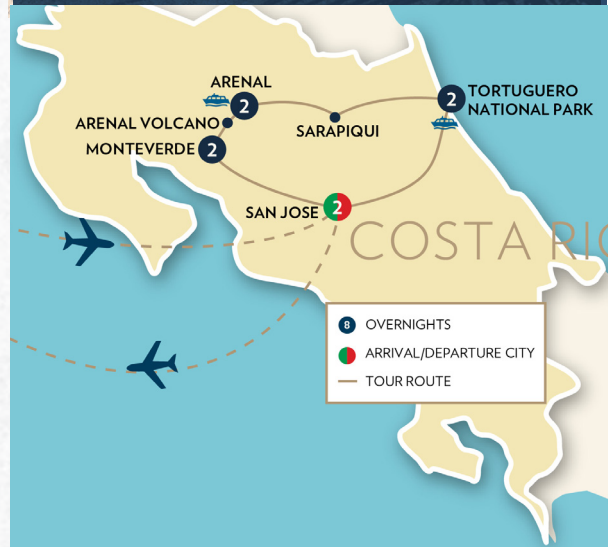 ARENAL
2
ARENAL VOLCANO
MONTEVERDE
2
SARAPIQUI
2
TORTUGUERO
NATIONAL PARK
SAN JOSE
2
COSTA RIC
8 OVERNIGHTS
ARRIVAL/DEPARTURE CITY
TOUR ROUTE